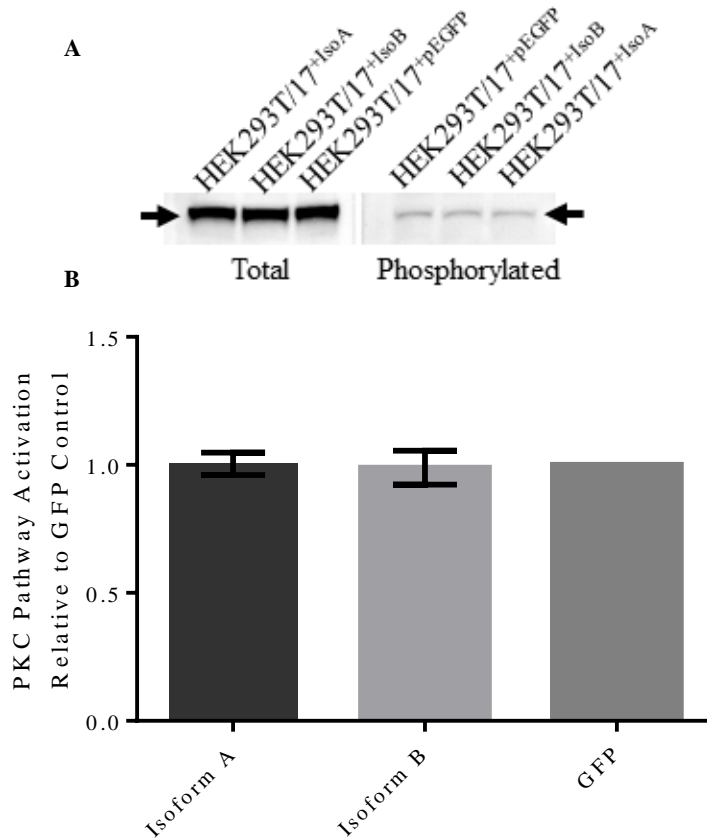 A
HEK293T/17+IsoA
HEK293T/17+IsoB
HEK293T/17+pEGFP
HEK293T/17+pEGFP
HEK293T/17+IsoB
HEK293T/17+IsoA
Total
Phosphorylated
B
PKC Pathway Activation
Relative to GFP Control
1.5
1.0
0.5
0.0
Isoform A
Isoform B
GFP